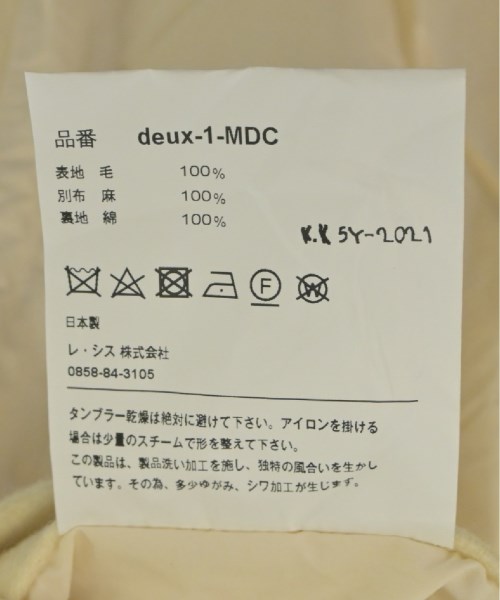 品番 deux-1-MDC
表地 毛 100%
別布 麻 100%
裏地 綿 100%
K.K SY-2021
F
W
日本製
レ・シス 株式会社
0858-84-3105
タンブラー乾燥は絶対に避けて下さい。アイロンを掛ける
場合は少量のスチームで形を整えて下さい。
この製品は、製品洗い加工を施し、独特の風合いを生かし
ています。その為、多少ゆがみ、シワ加工が生じます。